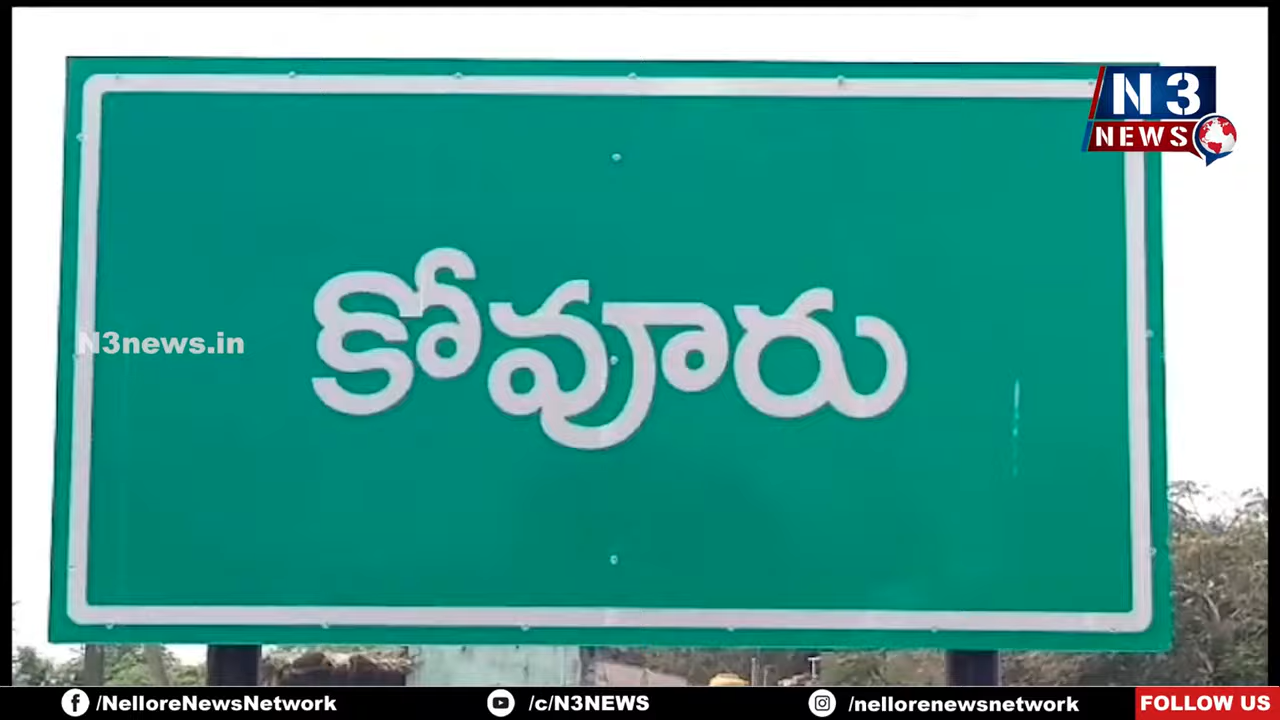 N3
NEWS
కోవూరు
N3news.in
/NelloreNewsNetwork
/c/N3NEWS
/nellorenewsnetwork
FOLLOW US